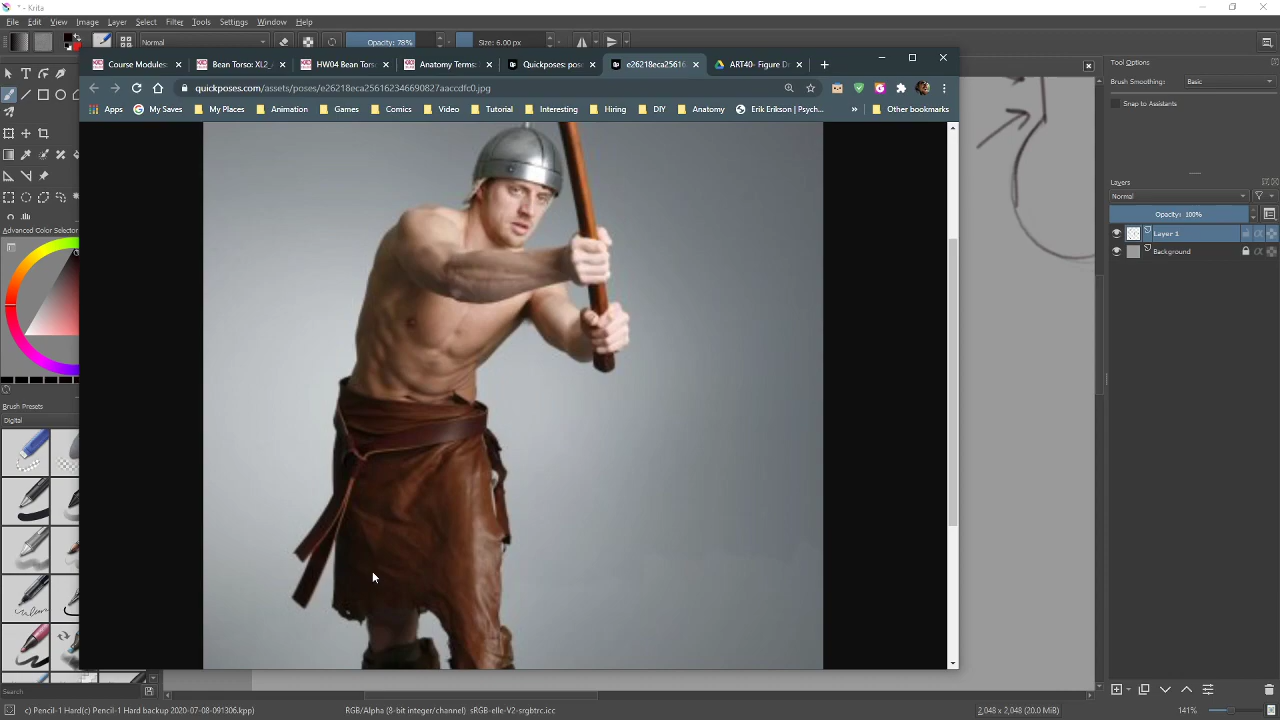 * - Krita
File Edit View Image Layer Select Filter Tools Settings Window Help
Normal Opacity: 78% Size: 6.00 px
Course Modules: Bean Torso: XL2_ HW04 Bean Torso: Anatomy Terms: Quickposes: pose e26218eca25616 ART40- Figure Dr
quickposes.com/assets/poses/e26218eca256162346690827aaccdfc0.jpg
Apps My Saves My Places Animation Games Comics Tutorial Interesting Hiring DIY Anatomy Erik Erikson | Psych... » Other bookmarks
Tool Options
Brush Smoothing: Basic
Snap to Assistants
Layers
Normal
Opacity: 100%
Layer 1
Background
Advanced Color Selector
Brush Presets
Digital
Search
c) Pencil-1 Hard(c) Pencil-1 Hard backup 2020-07-08-091306.kpp) RGB/Alpha (8-bit integer/channel) sRGB-elle-V2-srgbtrc.icc 2,048 x 2,048 (20.0 MiB) 141%